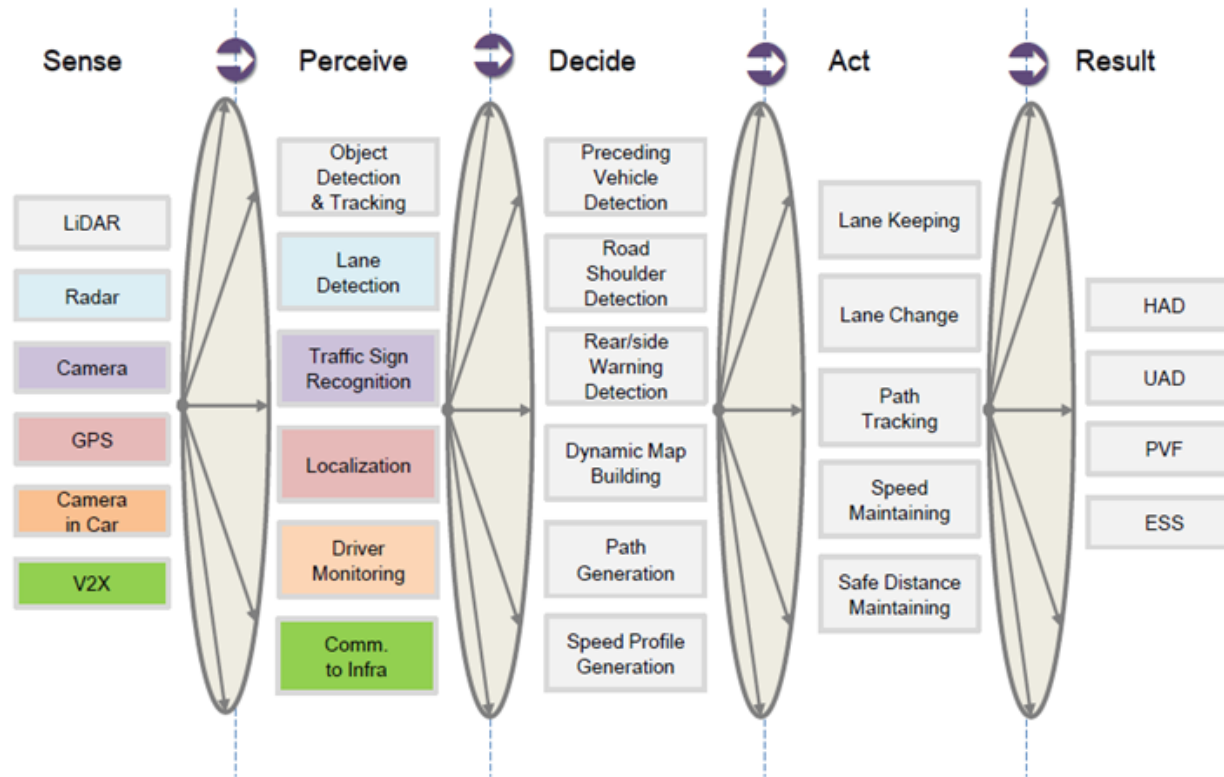 Sense
Perceive
Decide
Act
Result
LiDAR
Radar
Camera
GPS
Camera
in Car
V2X
Object
Detection
& Tracking
Lane
Detection
Traffic Sign
Recognition
Localization
Driver
Monitoring
Comm.
to Infra
Preceding
Vehicle
Detection
Road
Shoulder
Detection
Rear/side
Warning
Detection
Dynamic Map
Building
Path
Generation
Speed Profile
Generation
Lane Keeping
Lane Change
Path
Tracking
Speed
Maintaining
Safe Distance
Maintaining
HAD
UAD
PVF
ESS